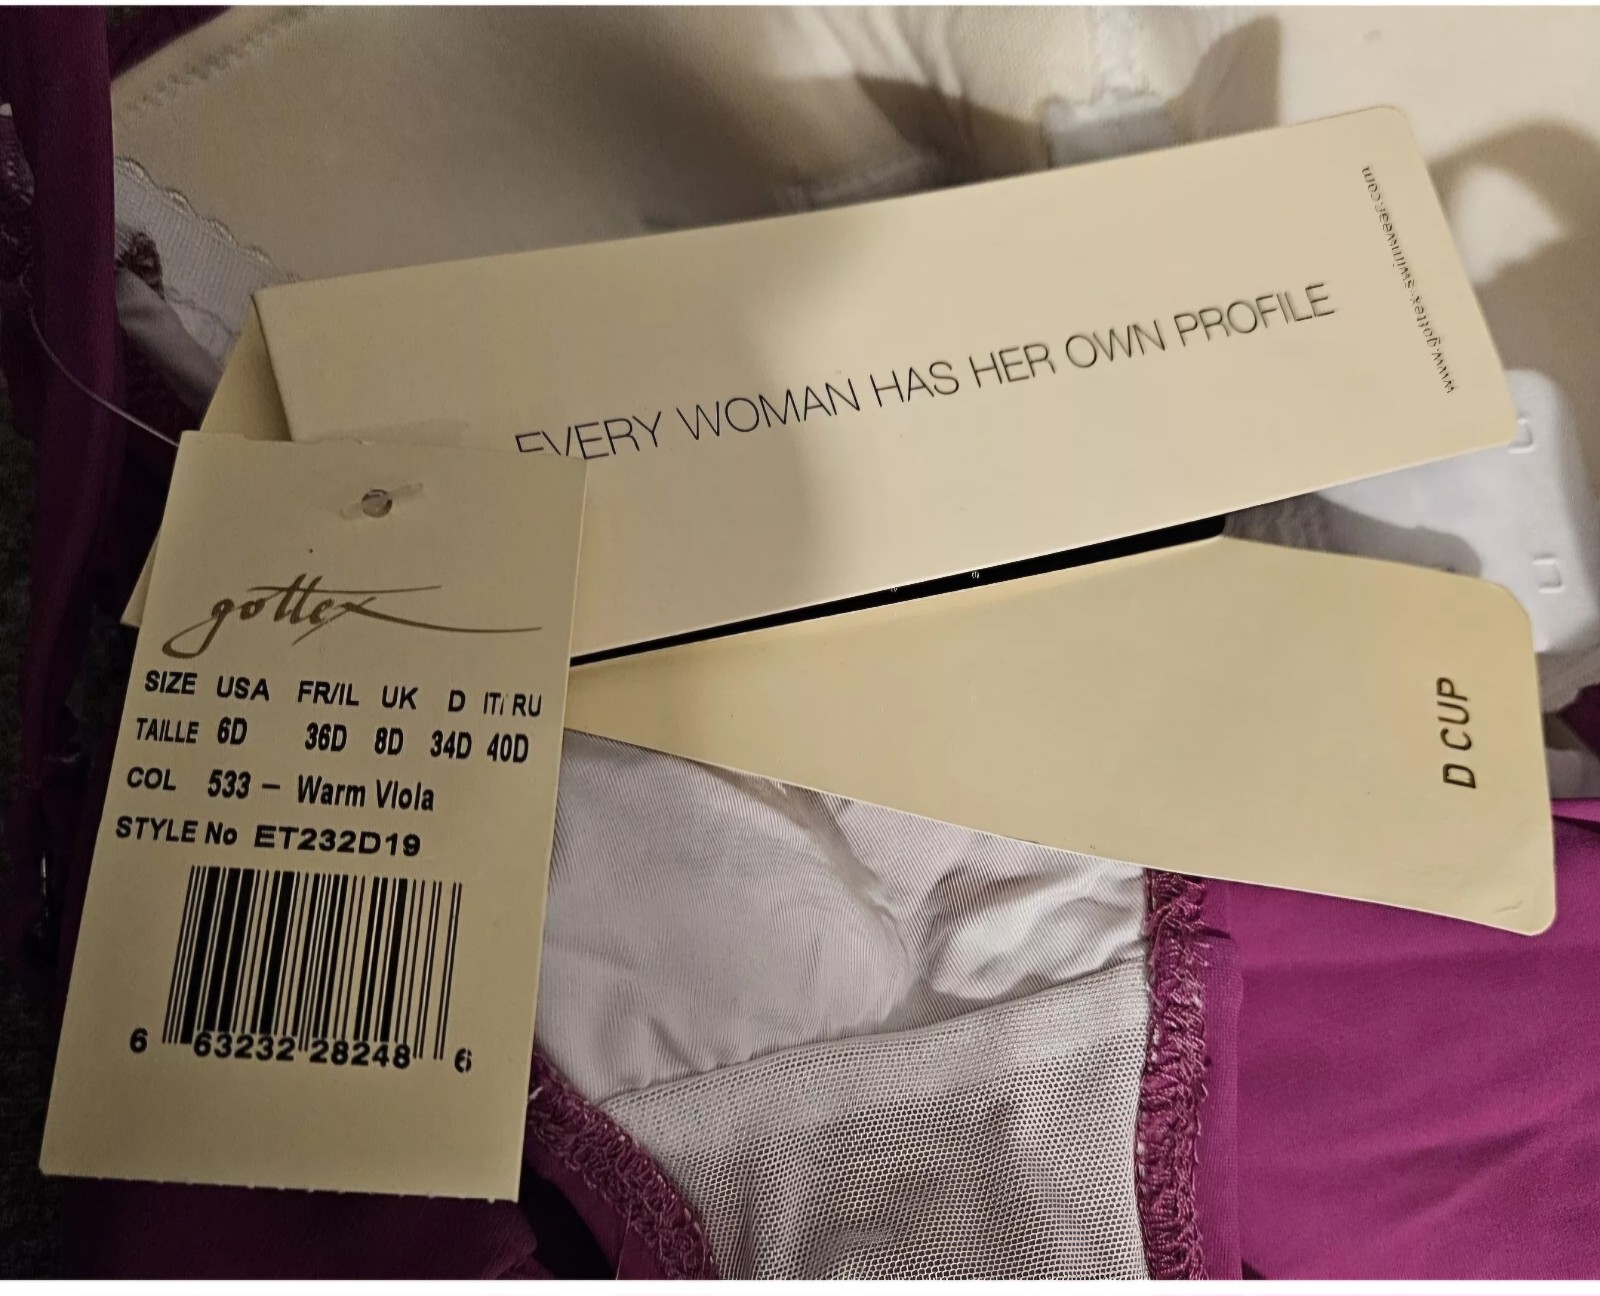 www.gottex-swimwear.com
EVERY WOMAN HAS HER OWN PROFILE
gottex
SIZE USA FR/IL UK D IT/RU
TAILLE 6D 36D 8D 34D 40D
COL 533 - Warm Viola
STYLE No ET232D19
6 63232 28248 6
D CUP